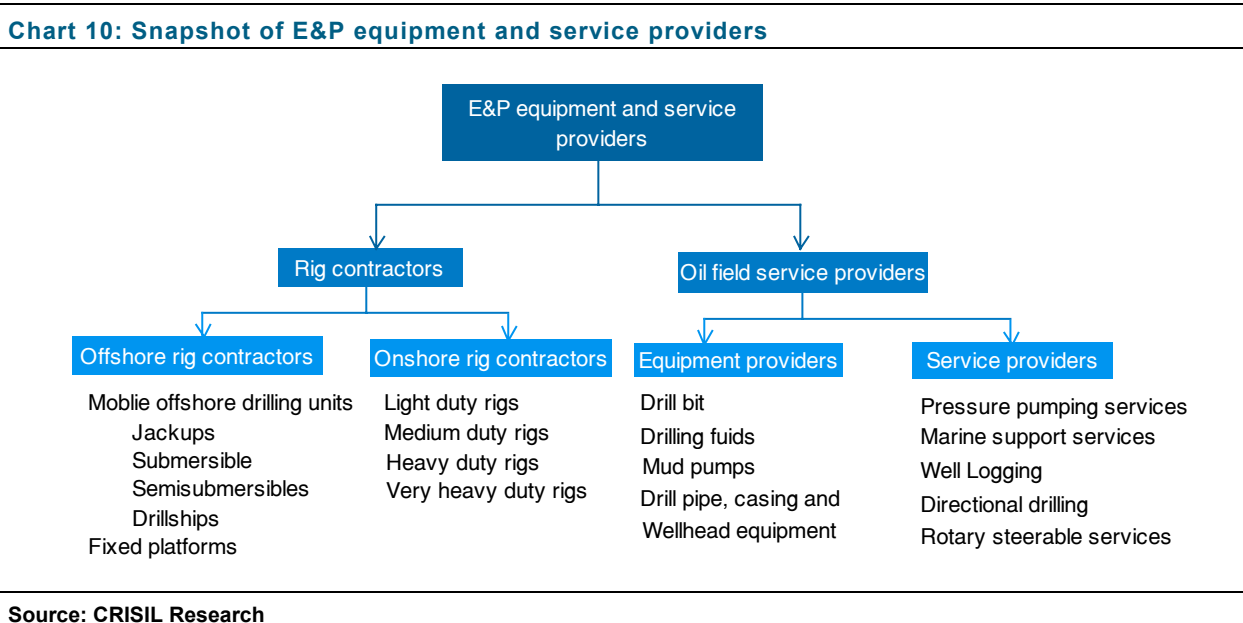 Chart 10: Snapshot of E&P equipment and service providers
E&P equipment and service
providers
Rig contractors
Oil field service providers
Offshore rig contractors
Moblie offshore drilling units
Jackups
Submersible
Semisubmersibles
Drillships
Fixed platforms
Onshore rig contractors
Light duty rigs
Medium duty rigs
Heavy duty rigs
Very heavy duty rigs
Equipment providers
Drill bit
Drilling fuids
Mud pumps
Drill pipe, casing and
Wellhead equipment
Service providers
Pressure pumping services
Marine support services
Well Logging
Directional drilling
Rotary steerable services
Source: CRISIL Research